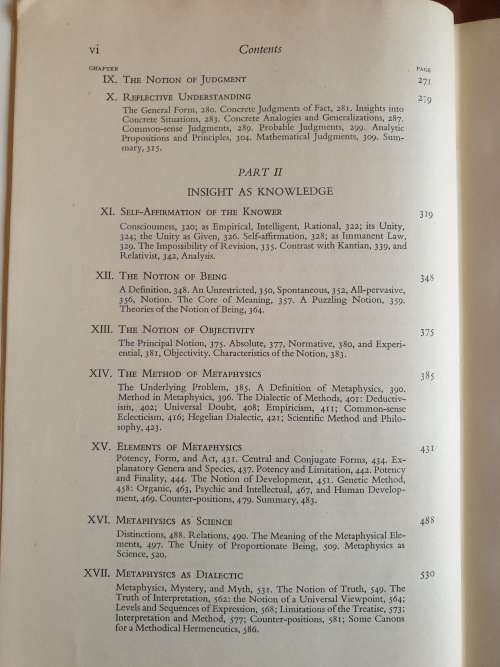 vi Contents
CHAPTER PAGE
IX. THE NOTION OF JUDGMENT 271
X. REFLECTIVE UNDERSTANDING 279
The General Form, 280. Concrete Judgments of Fact, 281. Insights into
Concrete Situations, 283. Concrete Analogies and Generalizations, 287.
Common-sense Judgments, 289. Probable Judgments, 299. Analytic
Propositions and Principles, 304. Mathematical Judgments, 309. Sum-
mary, 315.
PART II
INSIGHT AS KNOWLEDGE
XI. SELF-AFFIRMATION OF THE KNOWER 319
Consciousness, 320; as Empirical, Intelligent, Rational, 322; its Unity,
324; the Unity as Given, 326. Self-affirmation, 328; as Immanent Law,
329. The Impossibility of Revision, 335. Contrast with Kantian, 339, and
Relativist, 342, Analysis.
XII. THE NOTION OF BEING 348
A Definition, 348. An Unrestricted, 350, Spontaneous, 352, All-pervasive,
356, Notion. The Core of Meaning, 357. A Puzzling Notion, 359.
Theories of the Notion of Being, 364.
XIII. THE NOTION OF OBJECTIVITY 375
The Principal Notion, 375. Absolute, 377, Normative, 380, and Experi-
ential, 381, Objectivity. Characteristics of the Notion, 383.
XIV. THE METHOD OF METAPHYSICS 385
The Underlying Problem, 385. A Definition of Metaphysics, 390.
Method in Metaphysics, 396. The Dialectic of Methods, 401: Deductiv-
ism, 402; Universal Doubt, 408; Empiricism, 411; Common-sense
Eclecticism, 416; Hegelian Dialectic, 421; Scientific Method and Philo-
sophy, 423.
XV. ELEMENTS OF METAPHYSICS 431
Potency, Form, and Act, 431. Central and Conjugate Forms, 434. Ex-
planatory Genera and Species, 437. Potency and Limitation, 442. Potency
and Finality, 444. The Notion of Development, 451. Genetic Method,
458: Organic, 463, Psychic and Intellectual, 467, and Human Develop-
ment, 469. Counter-positions, 479. Summary, 483.
XVI. METAPHYSICS AS SCIENCE 488
Distinctions, 488. Relations, 490. The Meaning of the Metaphysical Ele-
ments, 497. The Unity of Proportionate Being, 509. Metaphysics as
Science, 520.
XVII. METAPHYSICS AS DIALECTIC 530
Metaphysics, Mystery, and Myth, 531. The Notion of Truth, 549. The
Truth of Interpretation, 562: the Notion of a Universal Viewpoint, 564;
Levels and Sequences of Expression, 568; Limitations of the Treatise, 573;
Interpretation and Method, 577; Counter-positions, 581; Some Canons
for a Methodical Hermeneutics, 586.